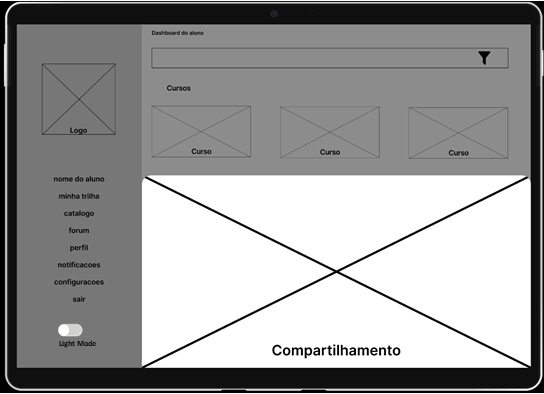 Dashboard do aluno
Cursos
Logo
Curso
Curso
Curso
nome do aluno
minha trilha
catalogo
forum
perfil
notificacoes
configuracoes
sair
Light Mode
Compartilhamento